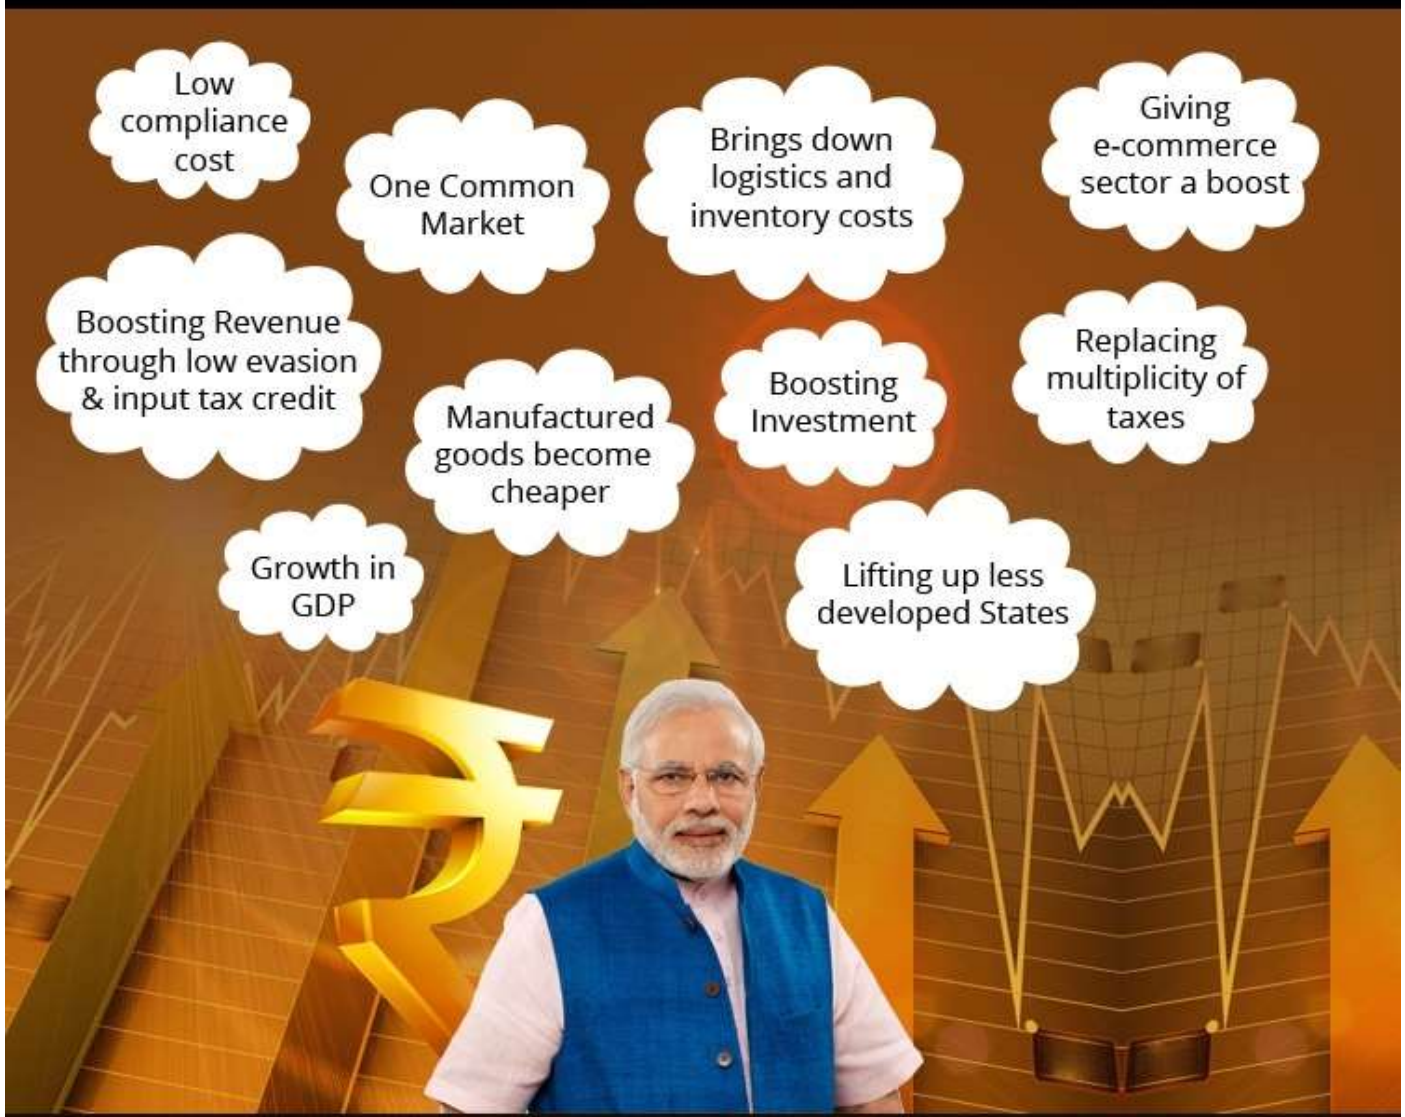 Low
compliance
cost
One Common
Market
Brings down
logistics and
inventory costs
Giving
e-commerce
sector a boost
Boosting Revenue
through low evasion
& input tax credit
Manufactured
goods become
cheaper
Boosting
Investment
Replacing
multiplicity of
taxes
Growth in
GDP
Lifting up less
developed States